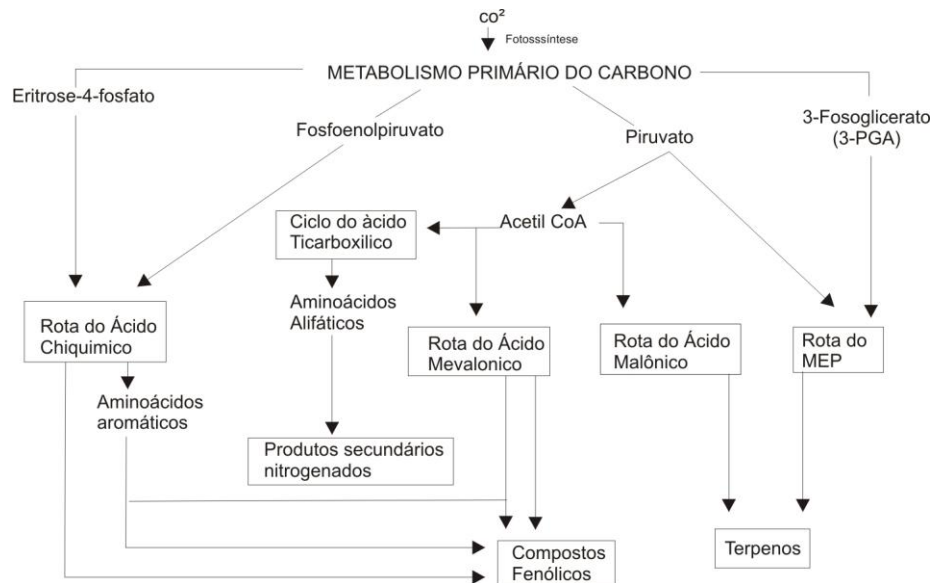 co²
Fotosssíntese
METABOLISMO PRIMÁRIO DO CARBONO
Eritrose-4-fosfato
Fosfoenolpiruvato
Piruvato
3-Fosoglicerato
(3-PGA)
Ciclo do àcido
Ticarboxilico
Acetil CoA
Aminoácidos
Alifáticos
Rota do Ácido
Chiquimico
Rota do Ácido
Mevalonico
Rota do Ácido
Malônico
Rota do
MEP
Aminoácidos
aromáticos
Produtos secundários
nitrogenados
Compostos
Fenólicos
Terpenos